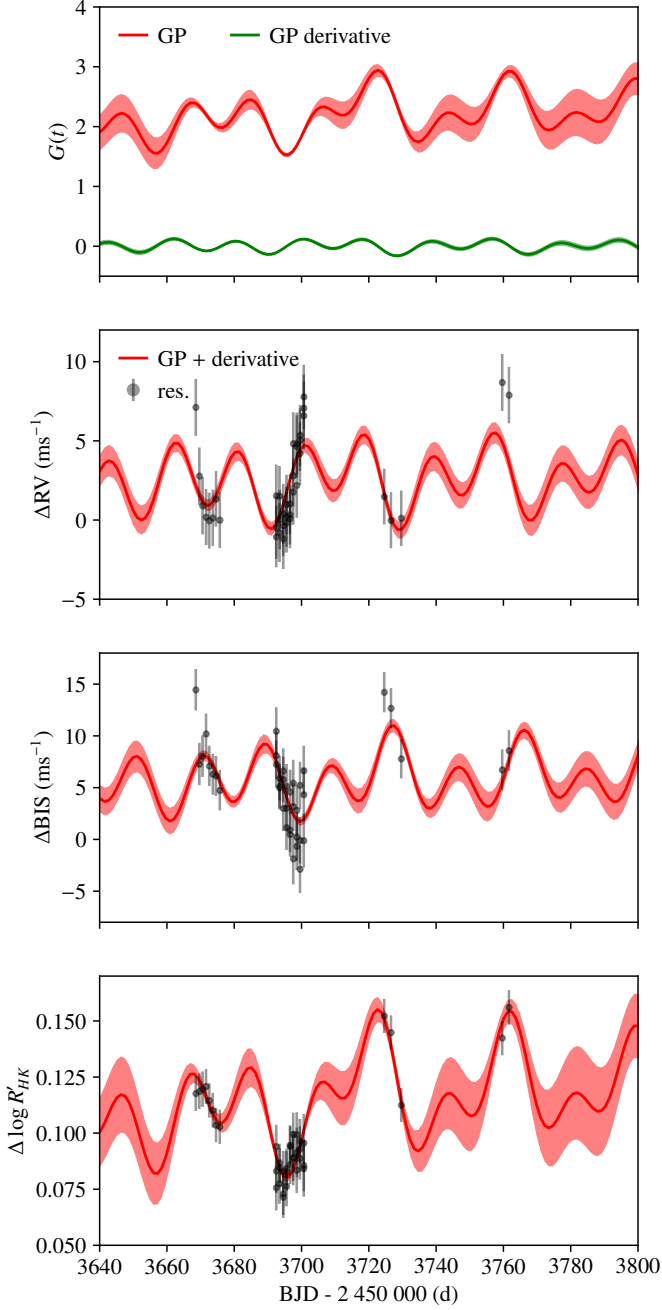 4
3
2
1
0
G(t)
GP
GP derivative
10
5
0
−5
ΔRV (ms⁻¹)
GP + derivative
res.
15
10
5
0
−5
ΔBIS (ms⁻¹)
0.150
0.125
0.100
0.075
0.050
Δ log R′HK
3640 3660 3680 3700 3720 3740 3760 3780 3800
BJD - 2 450 000 (d)